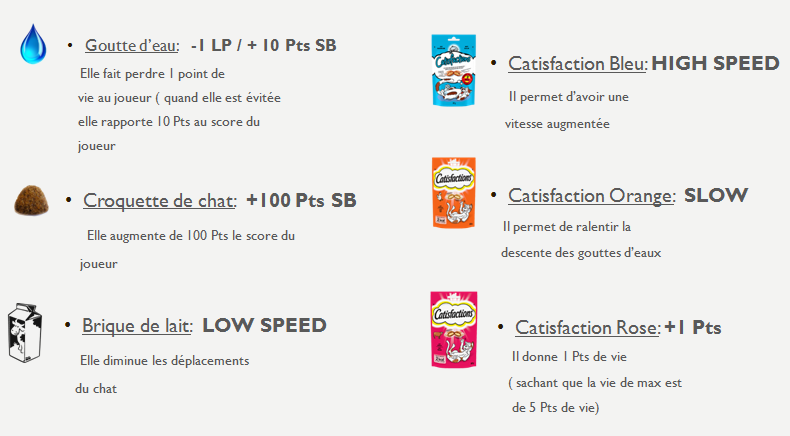 Goutte d'eau: -1 LP / + 10 Pts SB
Elle fait perdre 1 point de
vie au joueur ( quand elle est évitée
elle rapporte 10 Pts au score du
joueur
Croquette de chat: +100 Pts SB
Elle augmente de 100 Pts le score du
joueur
Brique de lait: LOW SPEED
Elle diminue les déplacements
du chat
Catisfactions
Catisfaction Bleu: HIGH SPEED
Il permet d'avoir une
vitesse augmentée
Catisfactions
Catisfaction Orange: SLOW
Il permet de ralentir la
descente des gouttes d'eaux
Catisfactions
Catisfaction Rose: +1 Pts
Il donne 1 Pts de vie
( sachant que la vie de max est
de 5 Pts de vie)